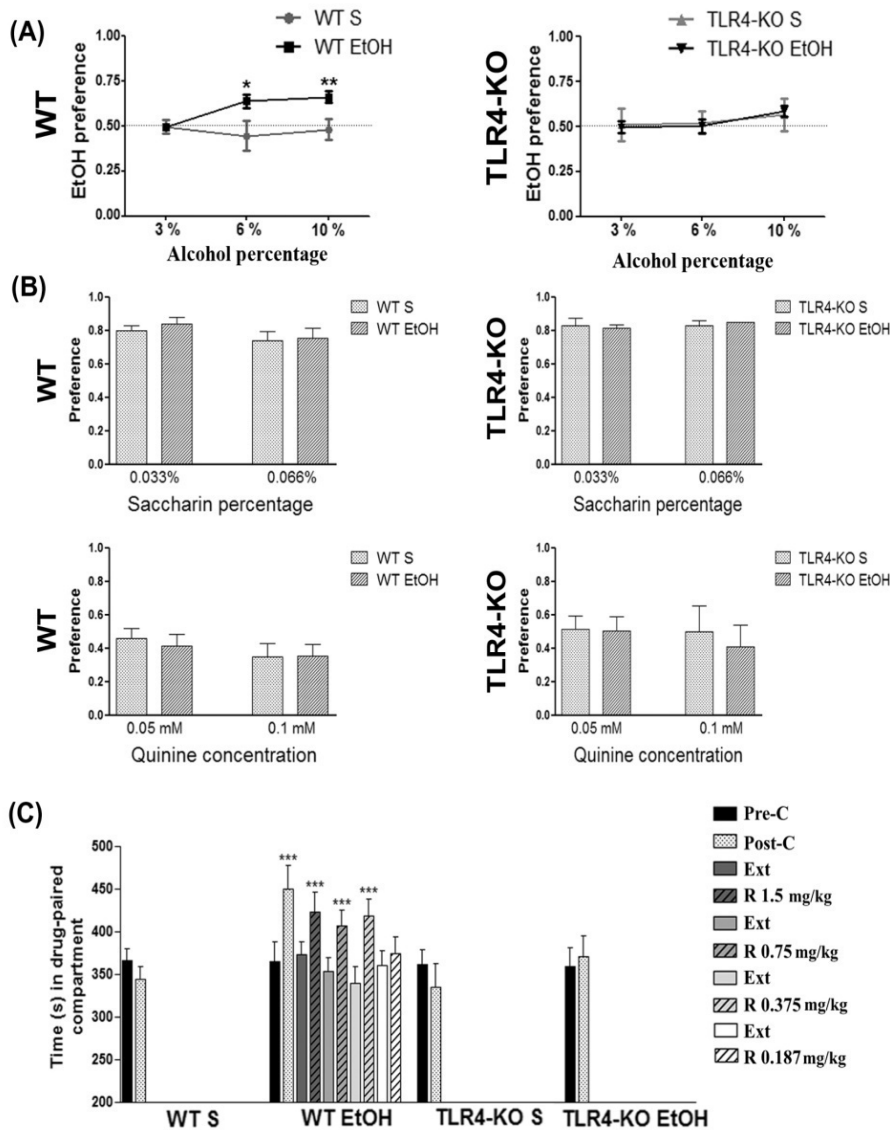 (A)
WT
EtOH preference
1.00
0.75
0.50
0.25
0.00
WT S
WT EtOH
*
**
3 %
6 %
10 %
Alcohol percentage
TLR4-KO
EtOH preference
1.00
0.75
0.50
0.25
0.00
TLR4-KO S
TLR4-KO EtOH
3 %
6 %
10 %
Alcohol percentage
(B)
WT
Preference
1.0
0.8
0.6
0.4
0.2
0.0
WT S
WT EtOH
0.033%
0.066%
Saccharin percentage
TLR4-KO
Preference
1.0
0.8
0.6
0.4
0.2
0.0
TLR4-KO S
TLR4-KO EtOH
0.033%
0.066%
Saccharin percentage
WT
Preference
1.0
0.8
0.6
0.4
0.2
0.0
WT S
WT EtOH
0.05 mM
0.1 mM
Quinine concentration
TLR4-KO
Preference
1.0
0.8
0.6
0.4
0.2
0.0
TLR4-KO S
TLR4-KO EtOH
0.05 mM
0.1 mM
Quinine concentration
(C)
Time (s) in drug-paired
compartment
500
450
400
350
300
250
200
***
***
***
***
WT S
WT EtOH
TLR4-KO S
TLR4-KO EtOH
Pre-C
Post-C
Ext
R 1.5 mg/kg
Ext
R 0.75 mg/kg
Ext
R 0.375 mg/kg
Ext
R 0.187 mg/kg